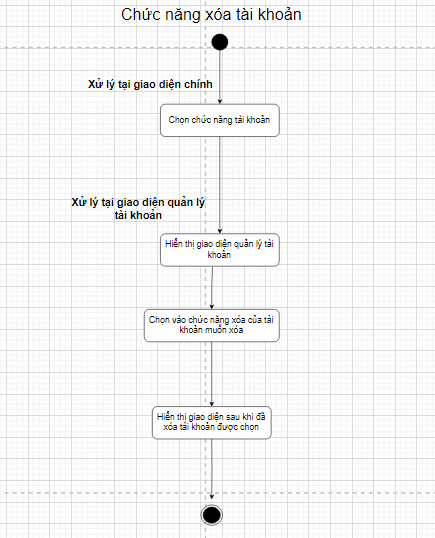 Chức năng xóa tài khoản
Xử lý tại giao diện chính
Chọn chức năng tài khoản
Xử lý tại giao diện quản lý
tài khoản
Hiển thị giao diện quản lý tài
khoản
Chọn vào chức năng xóa của tài
khoản muốn xóa
Hiển thị giao diện sau khi đã
xóa tài khoản được chọn